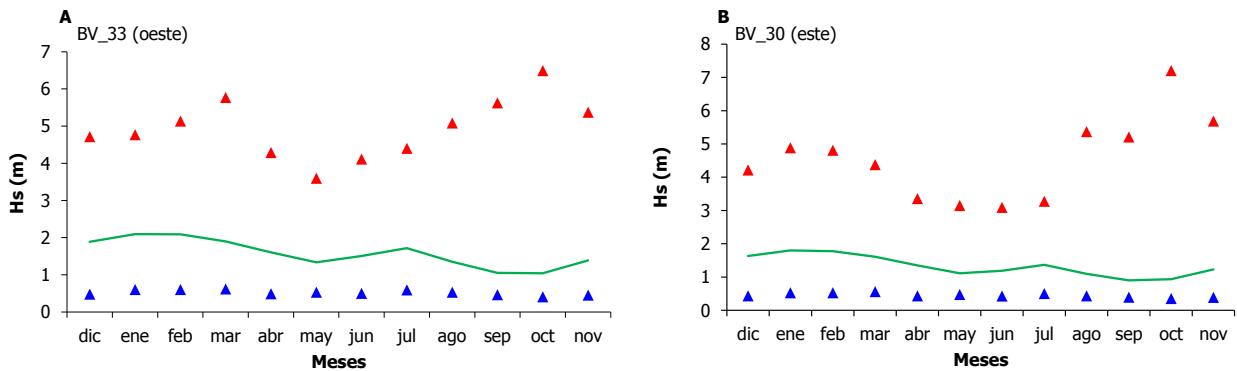 A
BV_33 (oeste)
7
6
5
4
3
2
1
0
Hs (m)
dic ene feb mar abr may jun jul ago sep oct nov
Meses
B
BV_30 (este)
8
7
6
5
4
3
2
1
0
Hs (m)
dic ene feb mar abr may jun jul ago sep oct nov
Meses